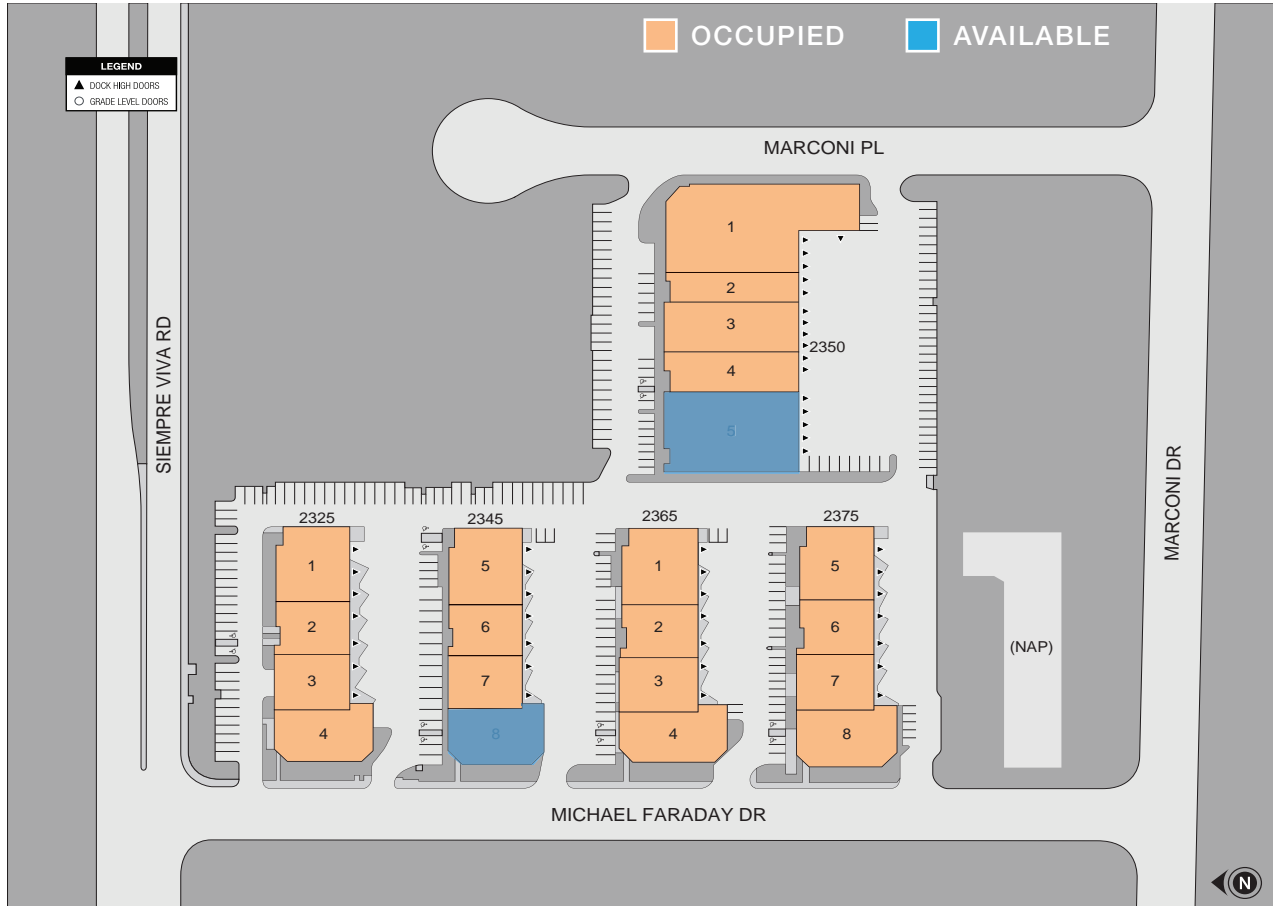 OCCUPIED
AVAILABLE
LEGEND
DOCK HIGH DOORS
GRADE LEVEL DOORS
MARCONI PL
1
2
3
2350
4
5
SIEMPRE VIVA RD
MARCONI DR
2325
2345
2365
2375
1
5
1
5
2
6
2
6
(NAP)
3
7
3
7
4
8
4
8
MICHAEL FARADAY DR
N